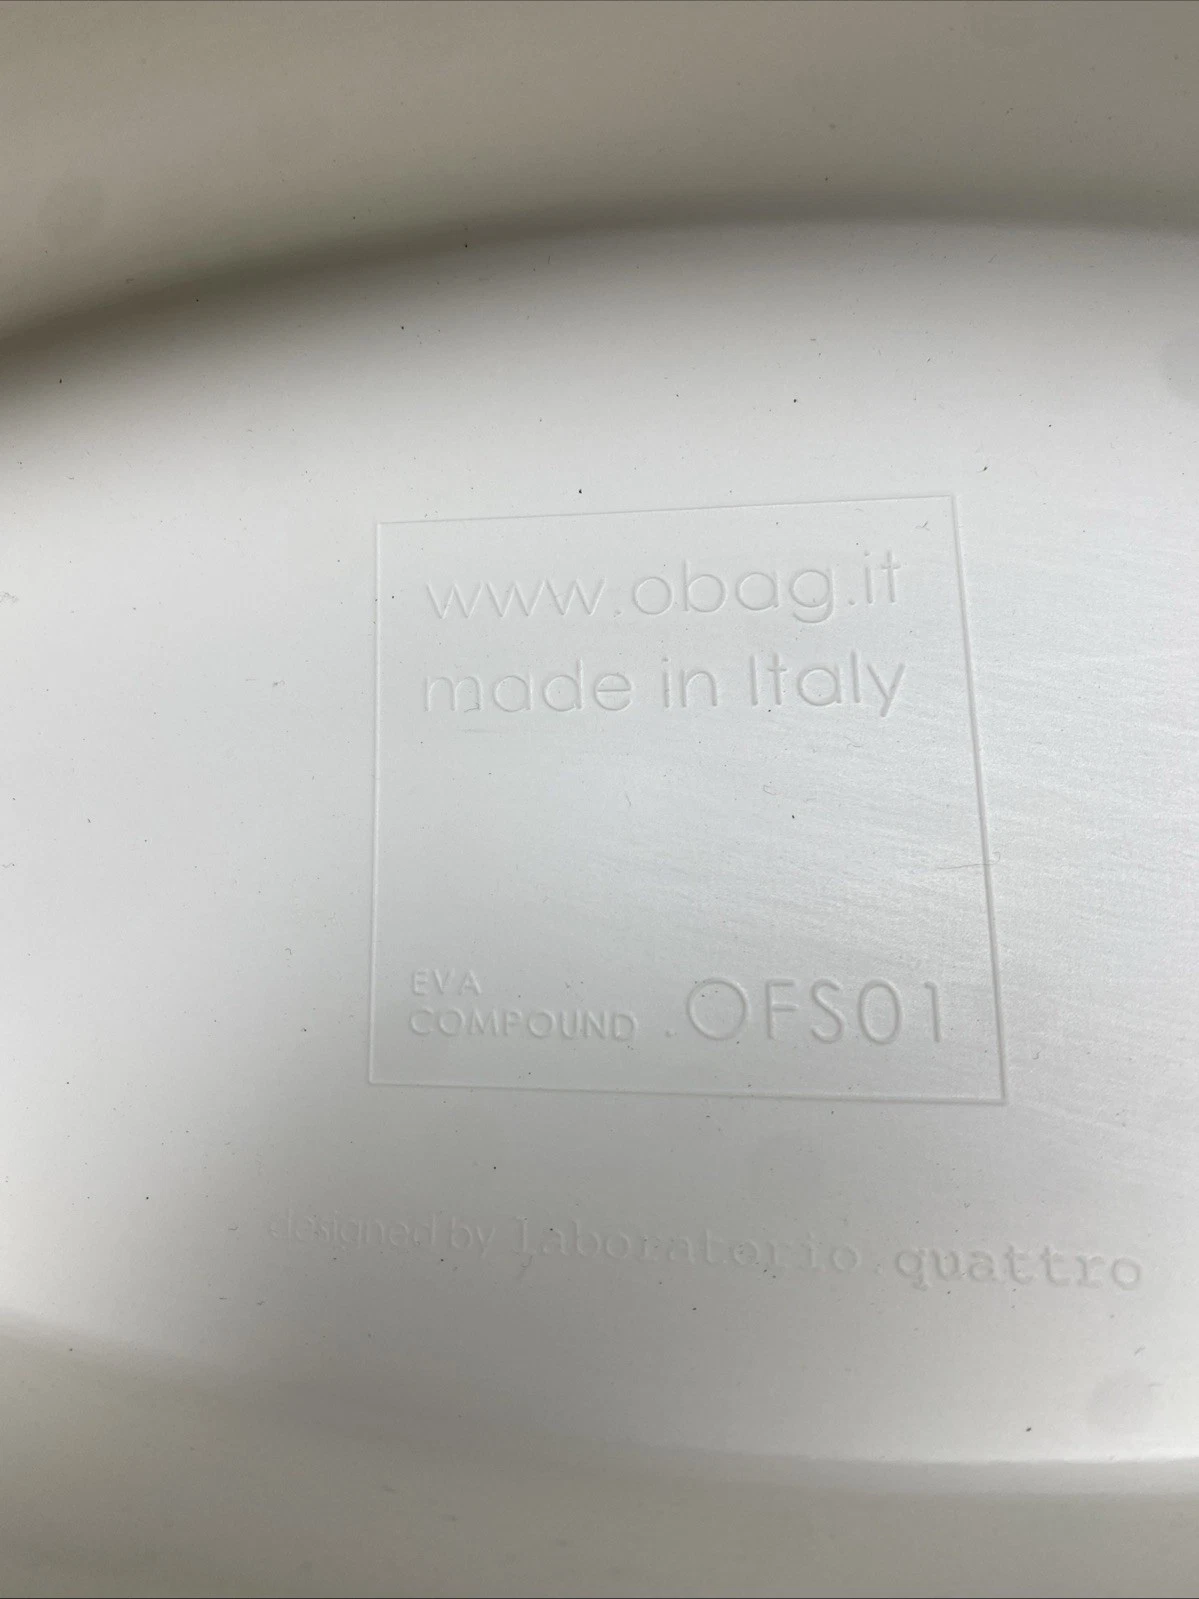 www.obag.it
made in Italy
EVA
COMPOUND
OFS01
designed by laboratorio.quattro